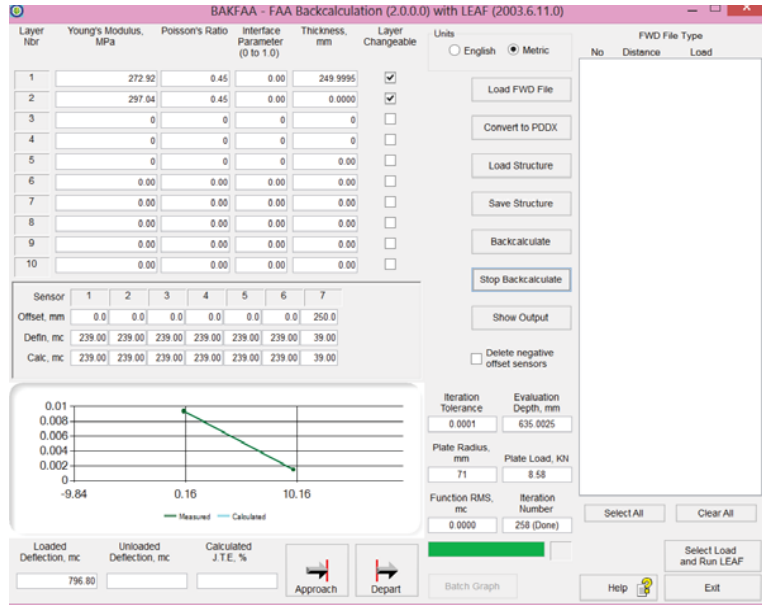 BAKFAA - FAA Backcalculation (2.0.0.0) with LEAF (2003.6.11.0)
Layer Nbr Young's Modulus, MPa Poisson's Ratio Interface Parameter (0 to 1.0) Thickness, mm Layer Changeable
1 272.92 0.45 0.00 249.9995
2 297.04 0.45 0.00 0.0000
3 0 0 0.00 0
4 0 0 0.00 0
5 0 0 0.00 0.00
6 0.00 0.00 0.00 0.00
7 0.00 0.00 0.00 0.00
8 0.00 0.00 0.00 0.00
9 0.00 0.00 0.00 0.00
10 0.00 0.00 0.00 0.00
Sensor 1 2 3 4 5 6 7
Offset, mm 0.0 0.0 0.0 0.0 0.0 0.0 250.0
Defln, mc 239.00 239.00 239.00 239.00 239.00 239.00 39.00
Calc, mc 239.00 239.00 239.00 239.00 239.00 239.00 39.00
0.01
0.008
0.006
0.004
0.002
0
-9.84 0.16 10.16
Measured Calculated
Loaded Deflection, mc Unloaded Deflection, mc Calculated J.T.E, %
796.80
Approach Depart
Units
English Metric
Load FWD File
Convert to PDDX
Load Structure
Save Structure
Backcalculate
Stop Backcalculate
Show Output
Delete negative
offset sensors
Iteration Tolerance Evaluation Depth, mm
0.0001 635.0025
Plate Radius, mm Plate Load, KN
71 8.58
Function RMS, mc Iteration Number
0.0000 258 (Done)
Batch Graph
FWD File Type
No Distance Load
Select All Clear All
Select Load
and Run LEAF
Help Exit